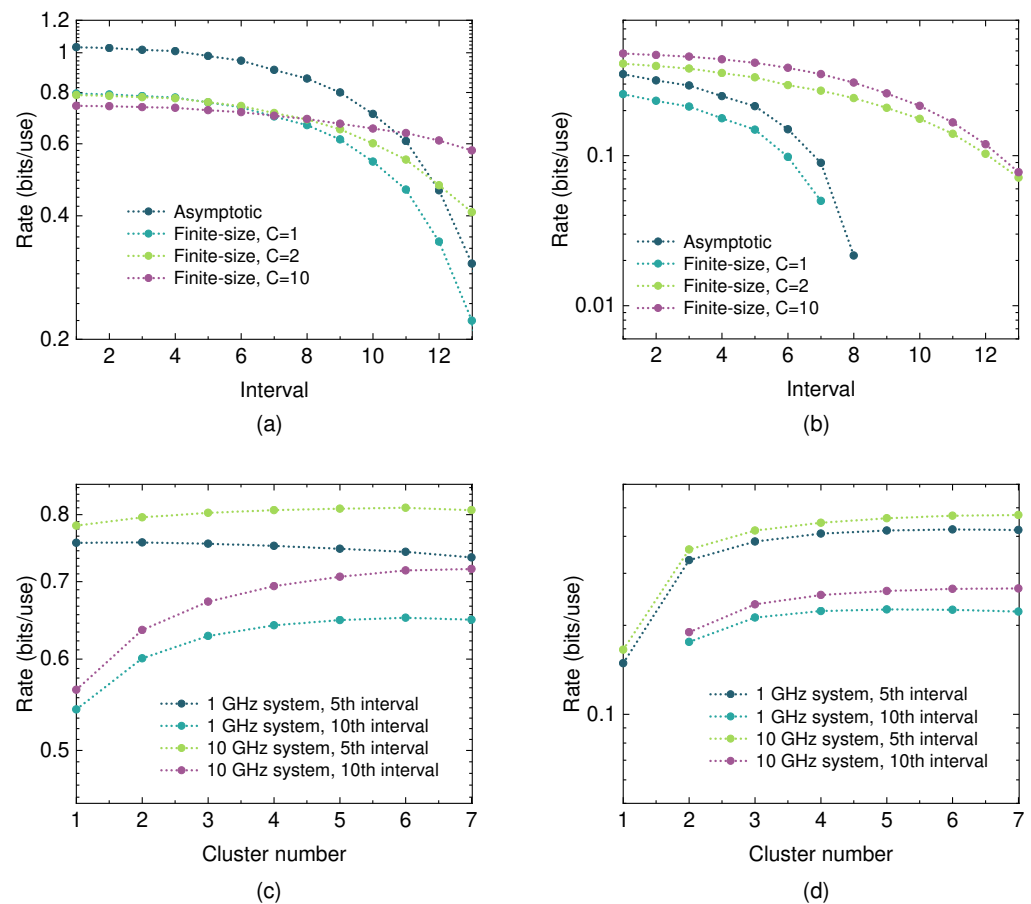 1.2
1
0.8
0.6
0.4
0.2
Rate (bits/use)
Asymptotic
Finite-size, C=1
Finite-size, C=2
Finite-size, C=10
2 4 6 8 10 12
Interval
(a)
0.1
0.01
Rate (bits/use)
Asymptotic
Finite-size, C=1
Finite-size, C=2
Finite-size, C=10
2 4 6 8 10 12
Interval
(b)
0.8
0.7
0.6
0.5
Rate (bits/use)
1 GHz system, 5th interval
1 GHz system, 10th interval
10 GHz system, 5th interval
10 GHz system, 10th interval
1 2 3 4 5 6 7
Cluster number
(c)
0.1
Rate (bits/use)
1 GHz system, 5th interval
1 GHz system, 10th interval
10 GHz system, 5th interval
10 GHz system, 10th interval
1 2 3 4 5 6 7
Cluster number
(d)